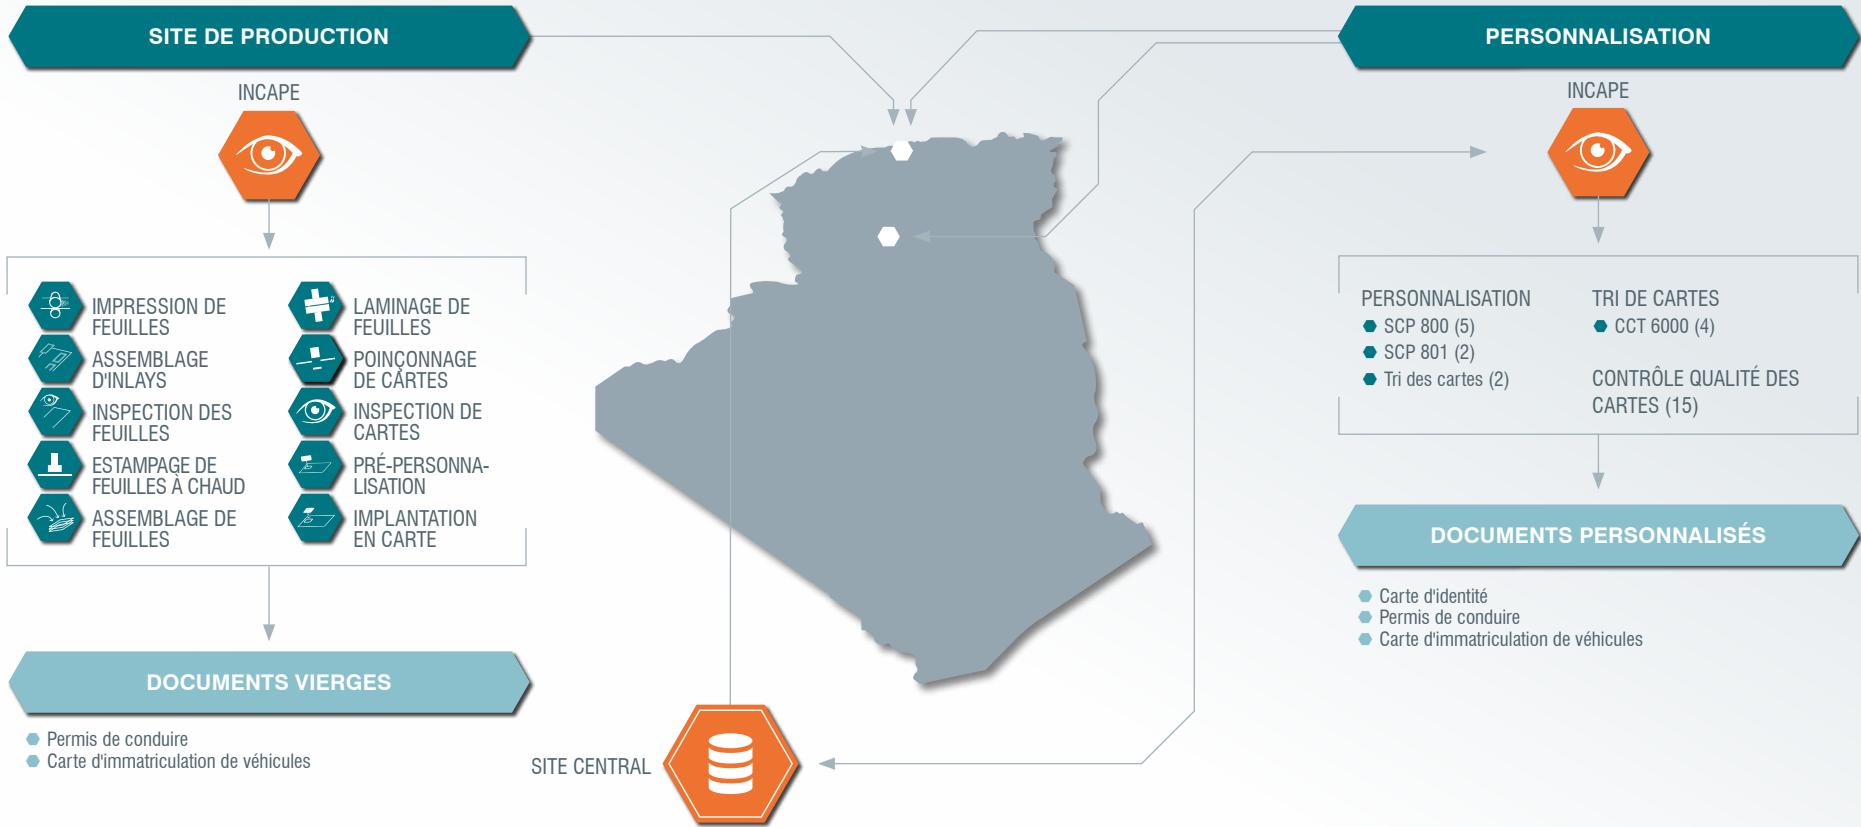 SITE DE PRODUCTION
INCAPE
IMPRESSION DE
FEUILLES
ASSEMBLAGE
D'INLAYS
INSPECTION DES
FEUILLES
ESTAMPAGE DE
FEUILLES À CHAUD
ASSEMBLAGE DE
FEUILLES
LAMINAGE DE
FEUILLES
POINÇONNAGE
DE CARTES
INSPECTION DE
CARTES
PRÉ-PERSONNA-
LISATION
IMPLANTATION
EN CARTE
DOCUMENTS VIERGES
Permis de conduire
Carte d'immatriculation de véhicules
SITE CENTRAL
PERSONNALISATION
INCAPE
PERSONNALISATION
SCP 800 (5)
SCP 801 (2)
Tri des cartes (2)
TRI DE CARTES
CCT 6000 (4)
CONTRÔLE QUALITÉ DES
CARTES (15)
DOCUMENTS PERSONNALISÉS
Carte d'identité
Permis de conduire
Carte d'immatriculation de véhicules